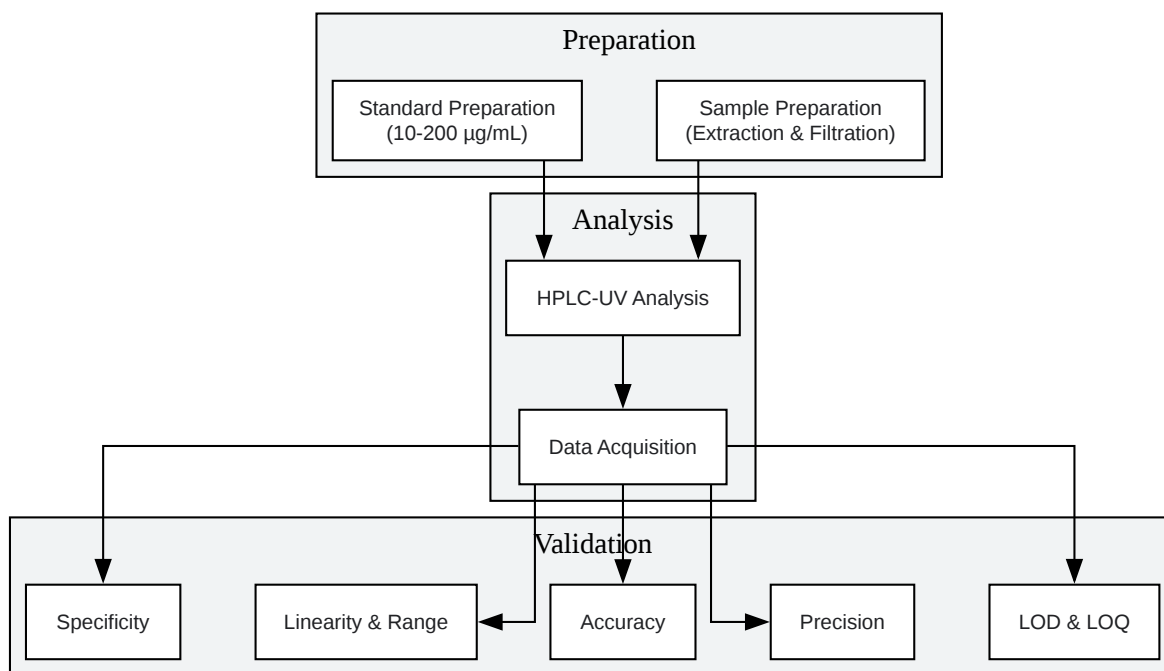 Preparation
Standard Preparation
(10-200 µg/mL)
Sample Preparation
(Extraction & Filtration)
Analysis
HPLC-UV Analysis
Data Acquisition
Validation
Specificity
Linearity & Range
Accuracy
Precision
LOD & LOQ